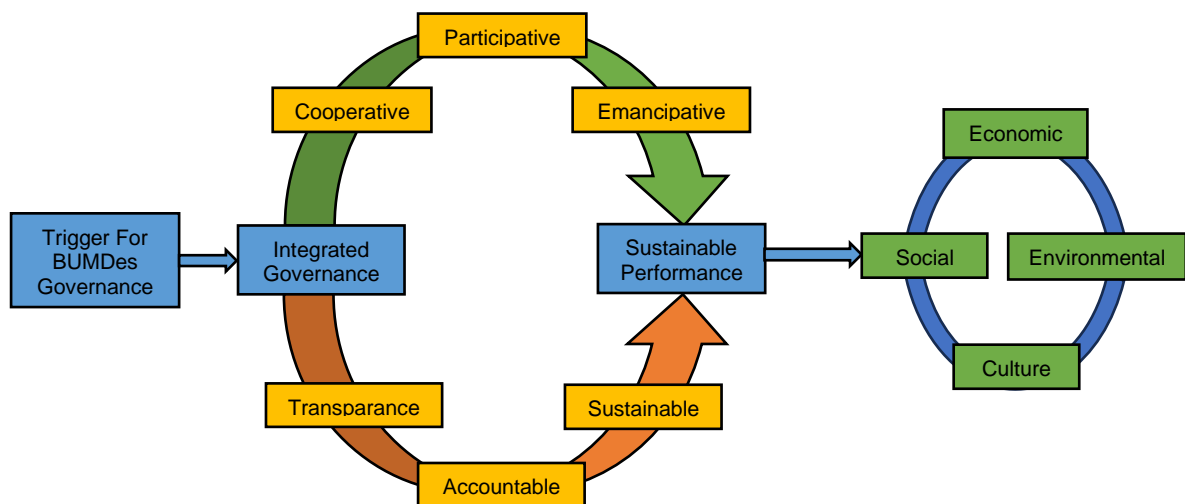 Participative
Cooperative
Emancipative
Economic
Trigger For
BUMDes
Governance
Integrated
Governance
Sustainable
Performance
Social
Environmental
Culture
Transparance
Sustainable
Accountable